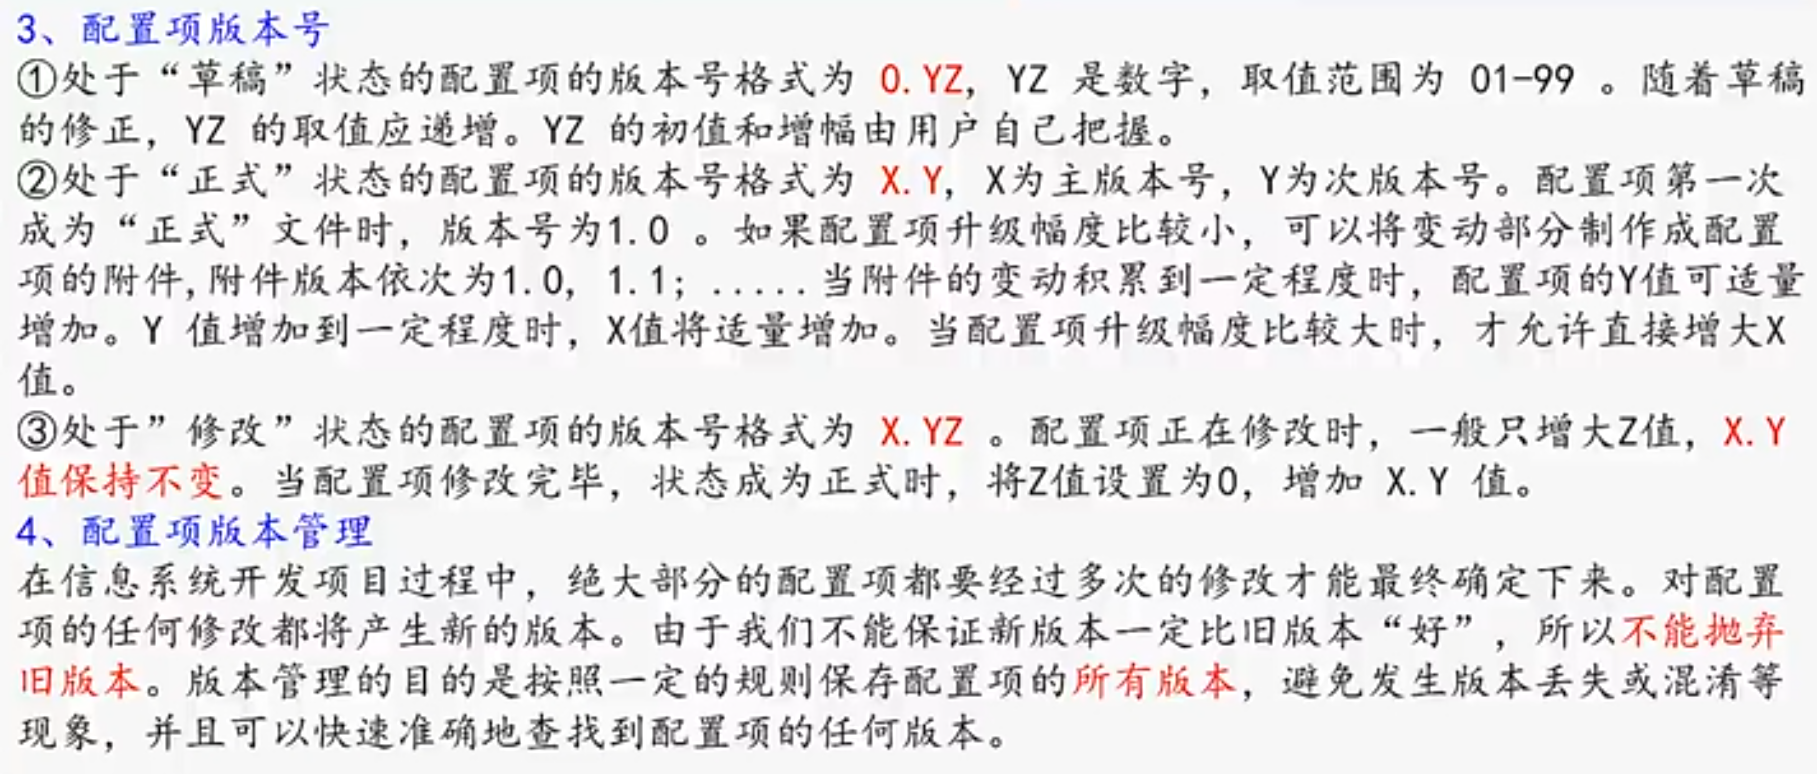 3、配置项版本号
①处于“草稿”状态的配置项的版本号格式为 0.YZ, YZ 是数字, 取值范围为 01-99 。随着草稿
的修正, YZ 的取值应递增。YZ 的初值和增幅由用户自己把握。
②处于“正式”状态的配置项的版本号格式为 X.Y, X为主版本号, Y为次版本号。配置项第一次
成为“正式”文件时, 版本号为1.0 。如果配置项升级幅度比较小, 可以将变动部分制作成配置
项的附件,附件版本依次为1.0, 1.1; .....当附件的变动积累到一定程度时, 配置项的Y值可适量
增加。Y 值增加到一定程度时, X值将适量增加。当配置项升级幅度比较大时, 才允许直接增大X
值。
③处于”修改”状态的配置项的版本号格式为 X.YZ 。配置项正在修改时, 一般只增大Z值, X.Y
值保持不变。当配置项修改完毕, 状态成为正式时, 将Z值设置为0, 增加 X.Y 值。
4、配置项版本管理
在信息系统开发项目过程中, 绝大部分的配置项都要经过多次的修改才能最终确定下来。对配置
项的任何修改都将产生新的版本。由于我们不能保证新版本一定比旧版本“好”, 所以不能抛弃
旧版本。版本管理的目的是按照一定的规则保存配置项的所有版本, 避免发生版本丢失或混淆等
现象, 并且可以快速准确地查找到配置项的任何版本。